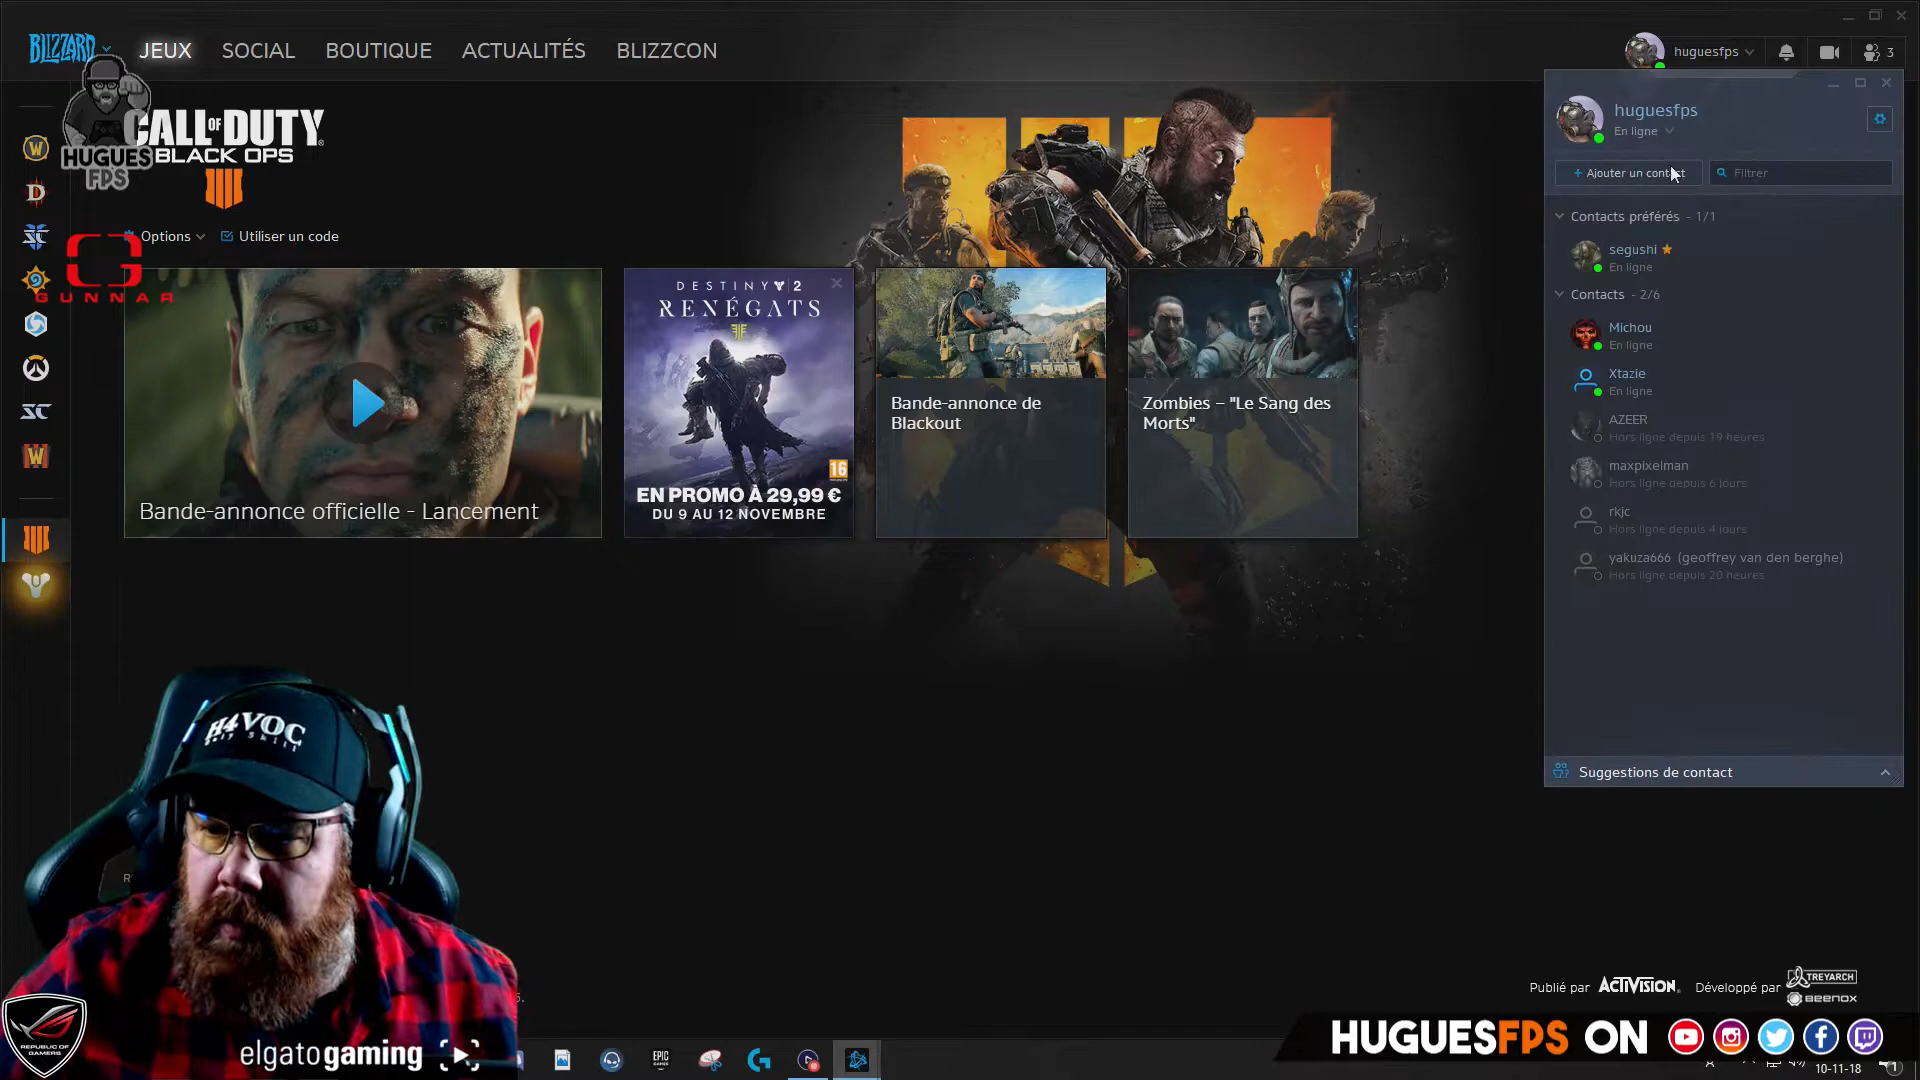 BLIZZARD
JEUX
SOCIAL
BOUTIQUE
ACTUALITÉS
BLIZZCON
huguesfps
3
CALL OF DUTY
BLACK OPS
HUGUES
FPS
Options
Utiliser un code
GUNNAR
Bande-annonce officielle - Lancement
DESTINY 2
RENÉGATS
16
EN PROMO À 29,99 €
DU 9 AU 12 NOVEMBRE
Bande-annonce de
Blackout
Zombies – "Le Sang des
Morts"
huguesfps
En ligne
+ Ajouter un contact
Filtrer
Contacts préférés - 1/1
segushi
En ligne
Contacts - 2/6
Michou
En ligne
Xtazie
En ligne
AZEER
Hors ligne depuis 19 heures
maxpixelman
Hors ligne depuis 6 jours
rkjc
Hors ligne depuis 4 jours
yakuza666 (geoffrey van den berghe)
Hors ligne depuis 20 heures
Suggestions de contact
H4VOC
Publié par ACTIVISION
Développé par TREYARCH
BEENOX
REPUBLIC OF
GAMERS
elgato gaming
EPIC
GAMES
HUGUESFPS ON
10-11-18
1